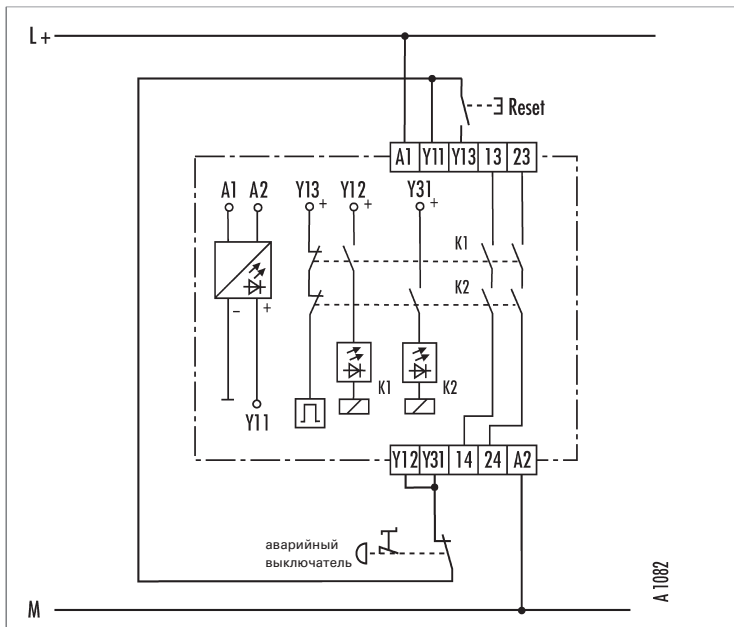 L +
Reset
A1 Y11 Y13 13 23
A1 A2 Y13 + Y12 + Y31 +
K1
K2
– +
K1 K2
Y11
Y12 Y31 14 24 A2
аварийный
выключатель
A 1082
M